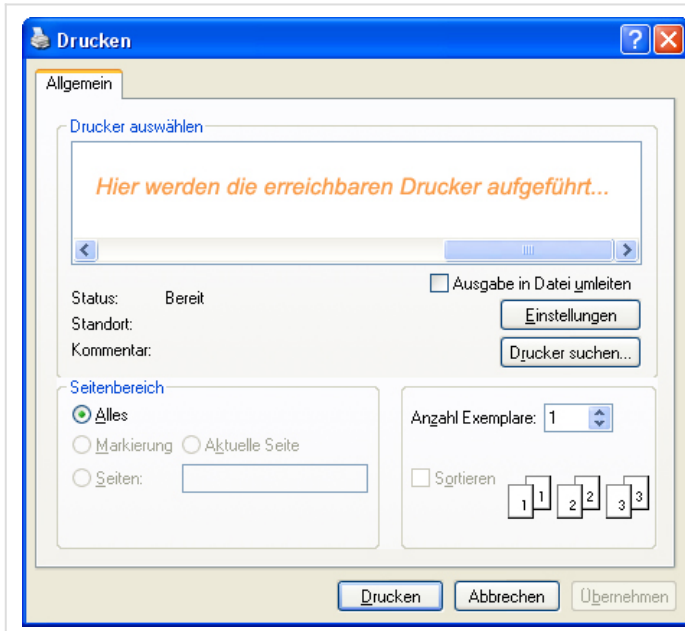 Drucken
Allgemein
Drucker auswählen
Hier werden die erreichbaren Drucker aufgeführt...
Ausgabe in Datei umleiten
Status: Bereit
Einstellungen
Standort:
Kommentar:
Drucker suchen...
Seitenbereich
Alles
Markierung Aktuelle Seite
Seiten:
Anzahl Exemplare: 1
Sortieren
1 1 2 2 3 3
Drucken Abbrechen Übernehmen